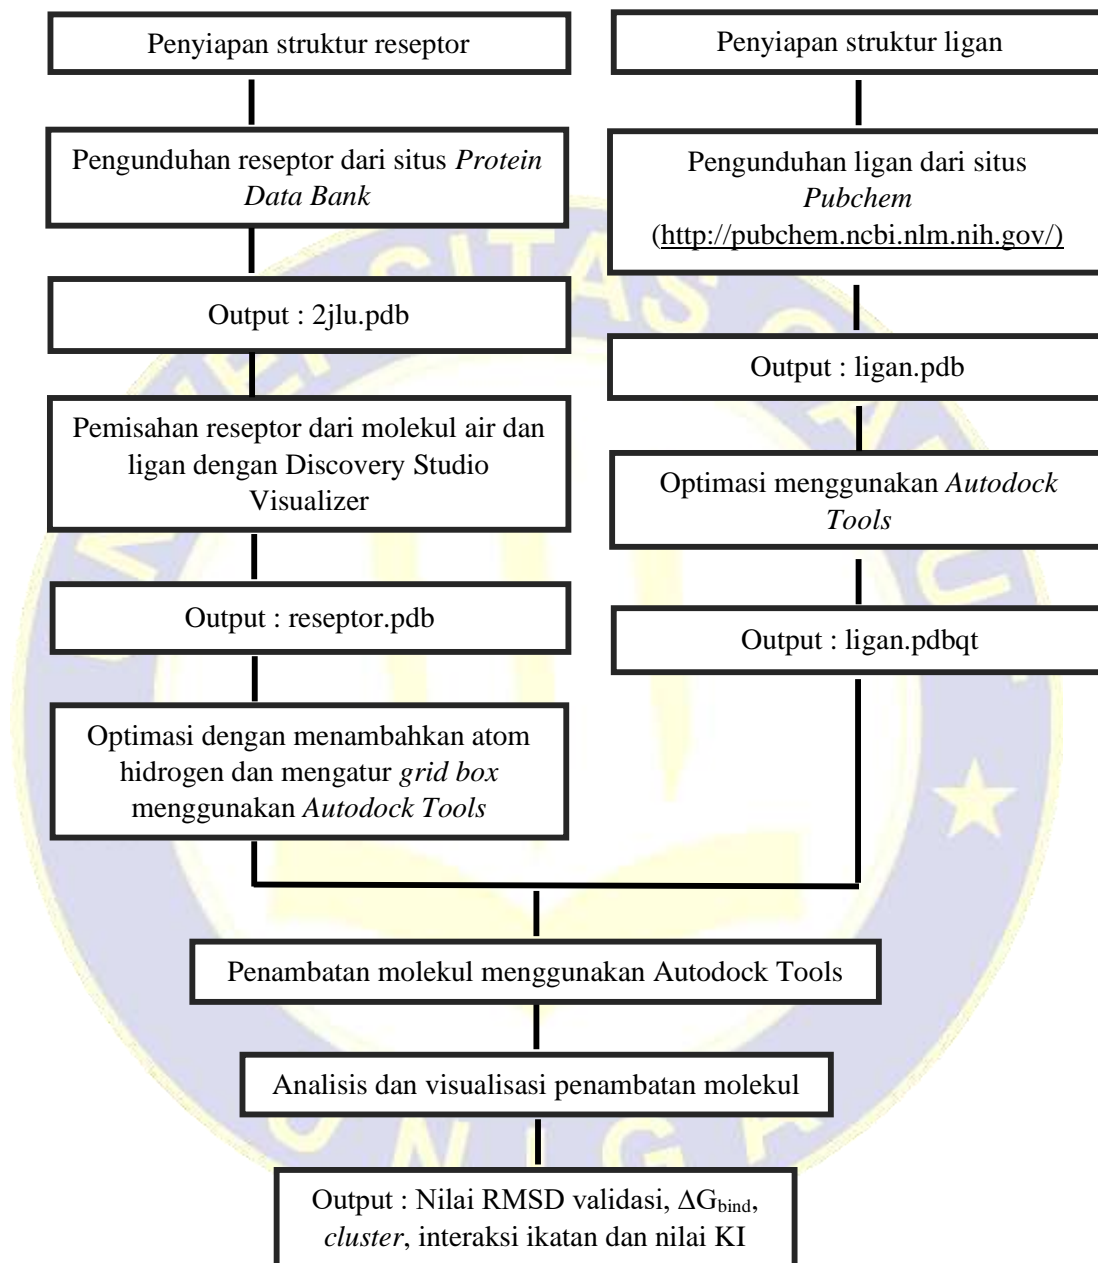 Penyiapan struktur reseptor
Pengunduhan reseptor dari situs Protein
Data Bank
Output : 2jlu.pdb
Pemisahan reseptor dari molekul air dan
ligan dengan Discovery Studio
Visualizer
Output : reseptor.pdb
Optimasi dengan menambahkan atom
hidrogen dan mengatur grid box
menggunakan Autodock Tools
Penyiapan struktur ligan
Pengunduhan ligan dari situs
Pubchem
(http://pubchem.ncbi.nlm.nih.gov/)
Output : ligan.pdb
Optimasi menggunakan Autodock
Tools
Output : ligan.pdbqt
Penambatan molekul menggunakan Autodock Tools
Analisis dan visualisasi penambatan molekul
Output : Nilai RMSD validasi, ΔGbind,
cluster, interaksi ikatan dan nilai KI
UNIVERSITAS GARUT
UNIGA